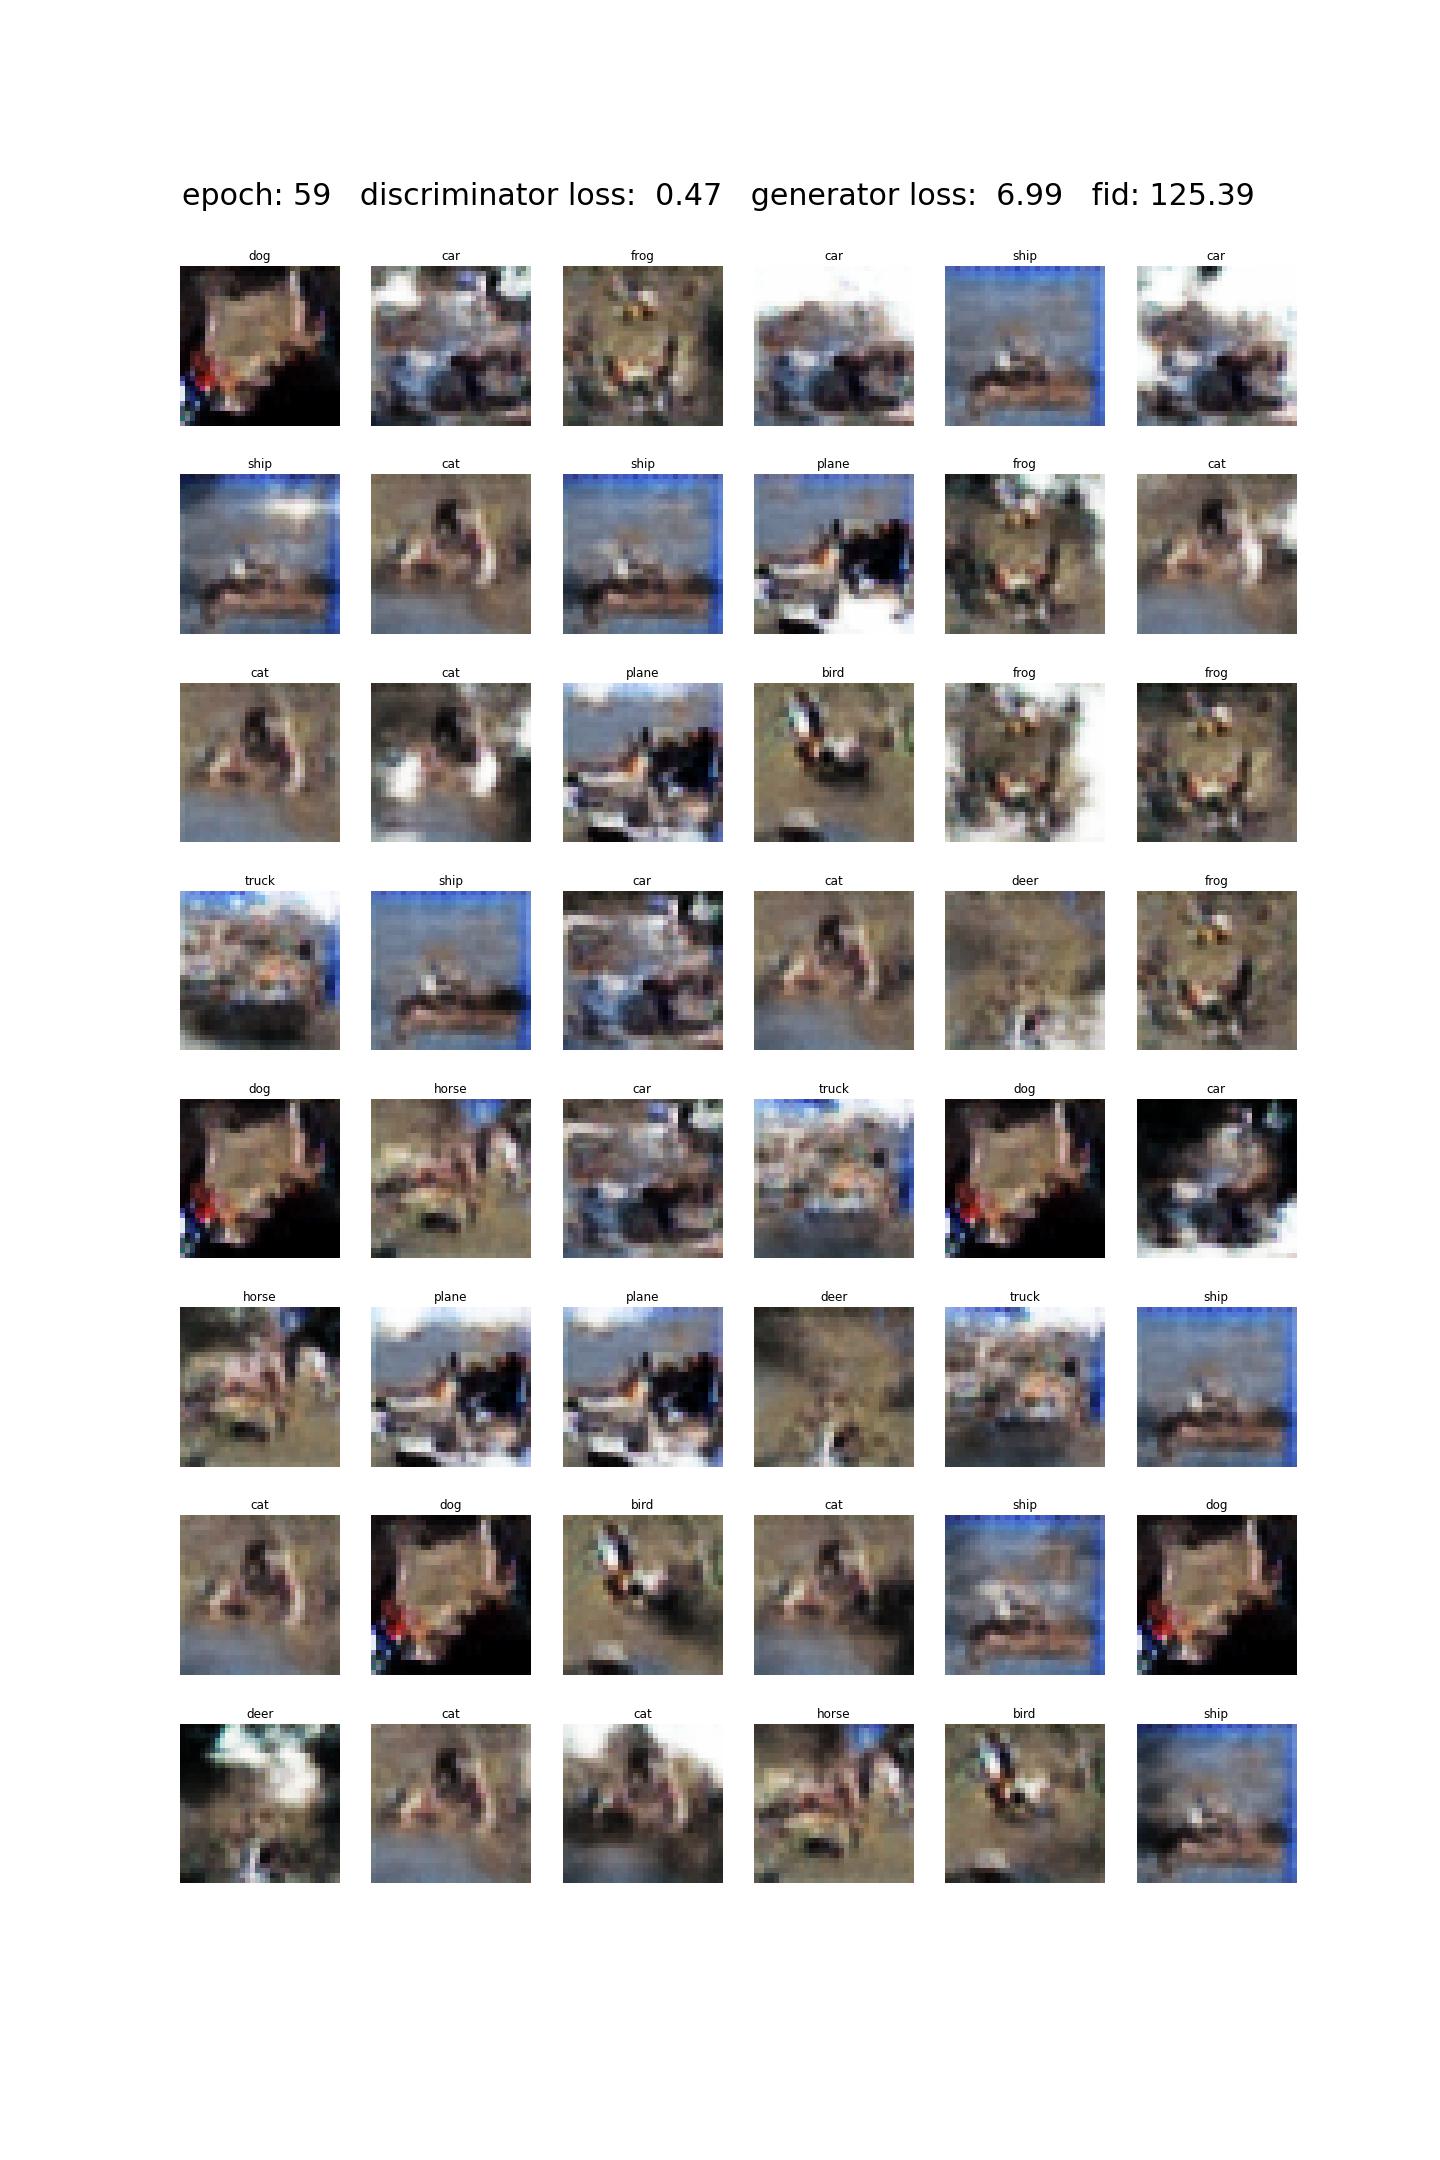 epoch: 59 discriminator loss: 0.47 generator loss: 6.99 fid: 125.39
dog car frog car ship car
ship cat ship plane frog cat
cat cat plane bird frog frog
truck ship car cat deer frog
dog horse car truck dog car
horse plane plane deer truck ship
cat dog bird cat ship dog
deer cat cat horse bird ship